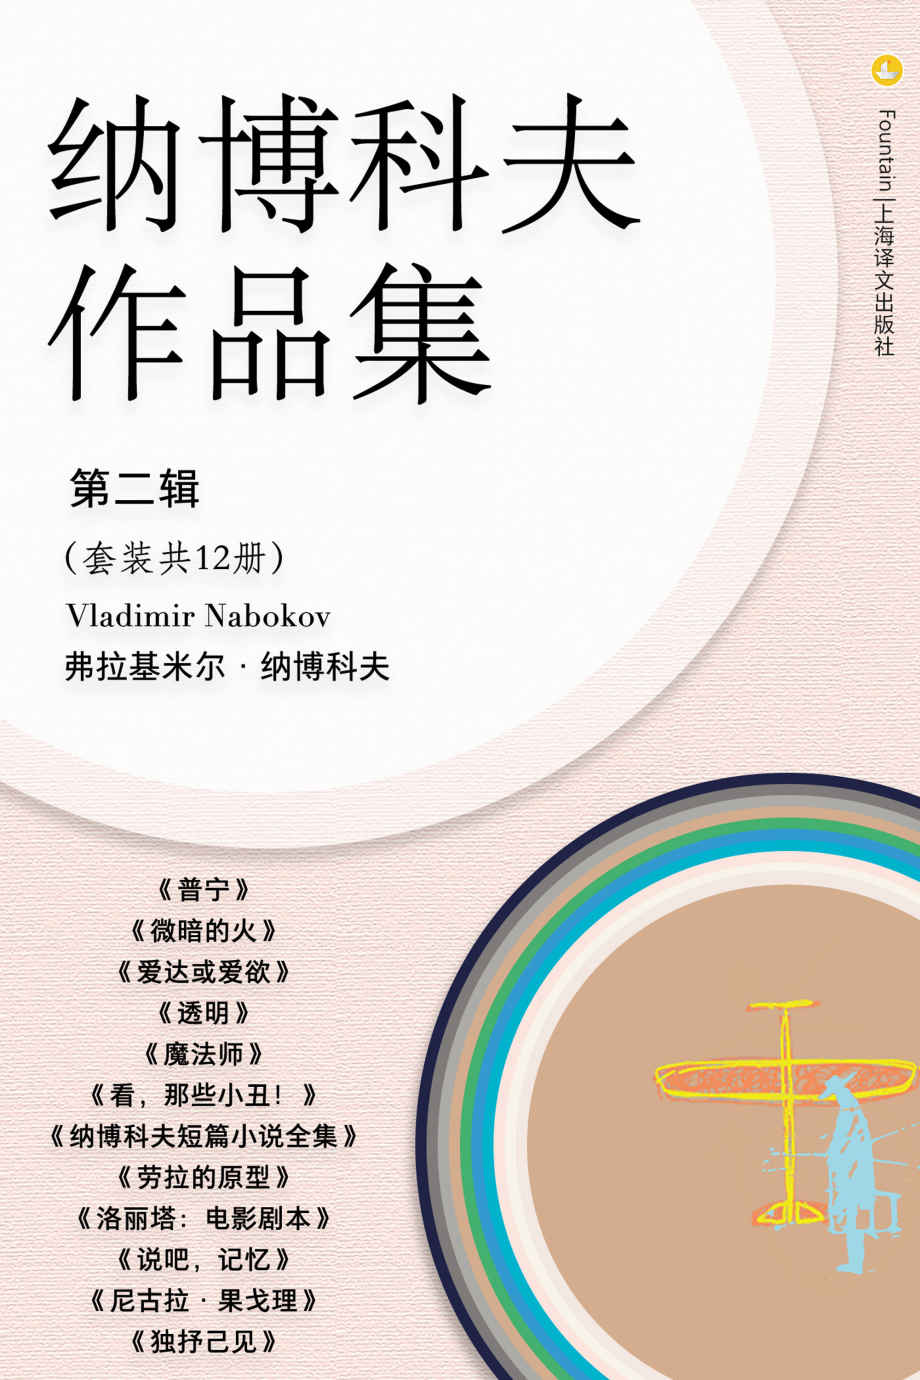 纳博科夫
作品集
第二辑
(套装共12册)
Vladimir Nabokov
弗拉基米尔·纳博科夫
Fountain|上海译文出版社
《普宁》
《微暗的火》
《爱达或爱欲》
《透明》
《魔法师》
《看，那些小丑！》
《纳博科夫短篇小说全集》
《劳拉的原型》
《洛丽塔：电影剧本》
《说吧，记忆》
《尼古拉·果戈理》
《独抒己见》